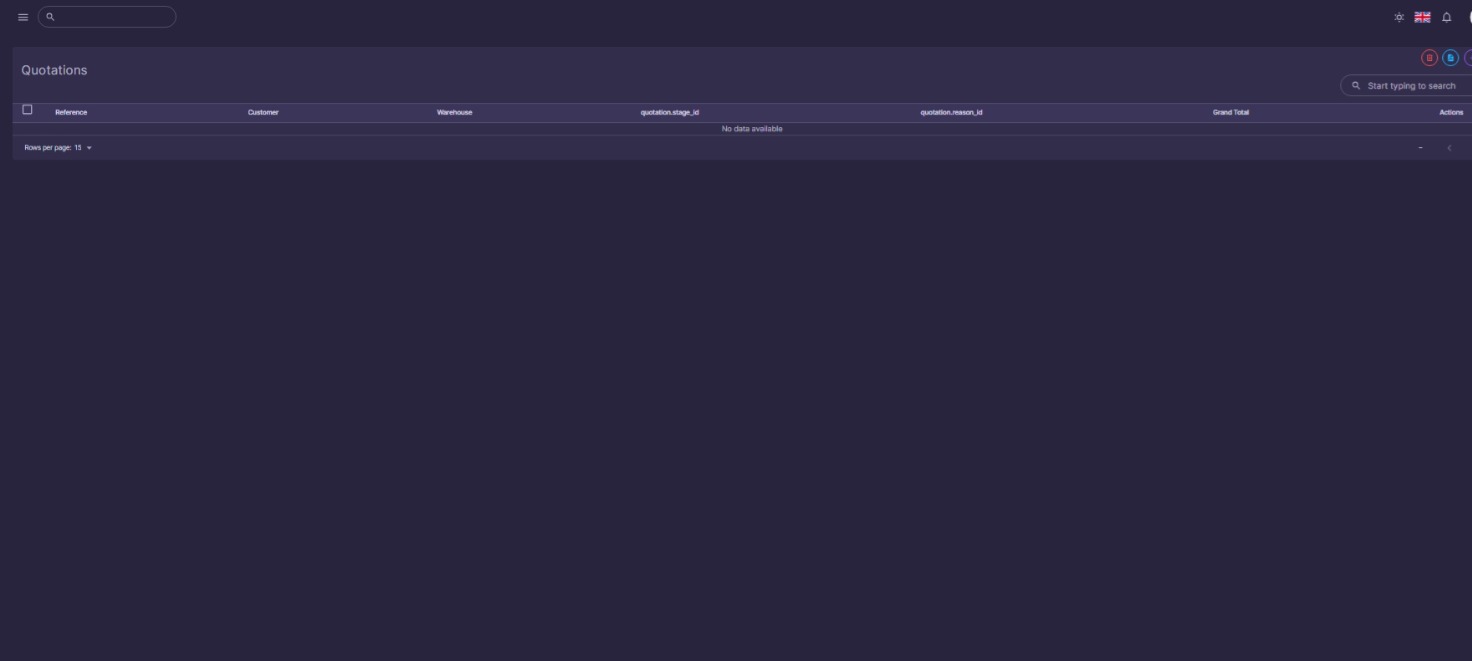 Quotations
Start typing to search
Reference Customer Warehouse quotation.stage_id quotation.reason_id Grand Total Actions
No data available
Rows per page: 15 –